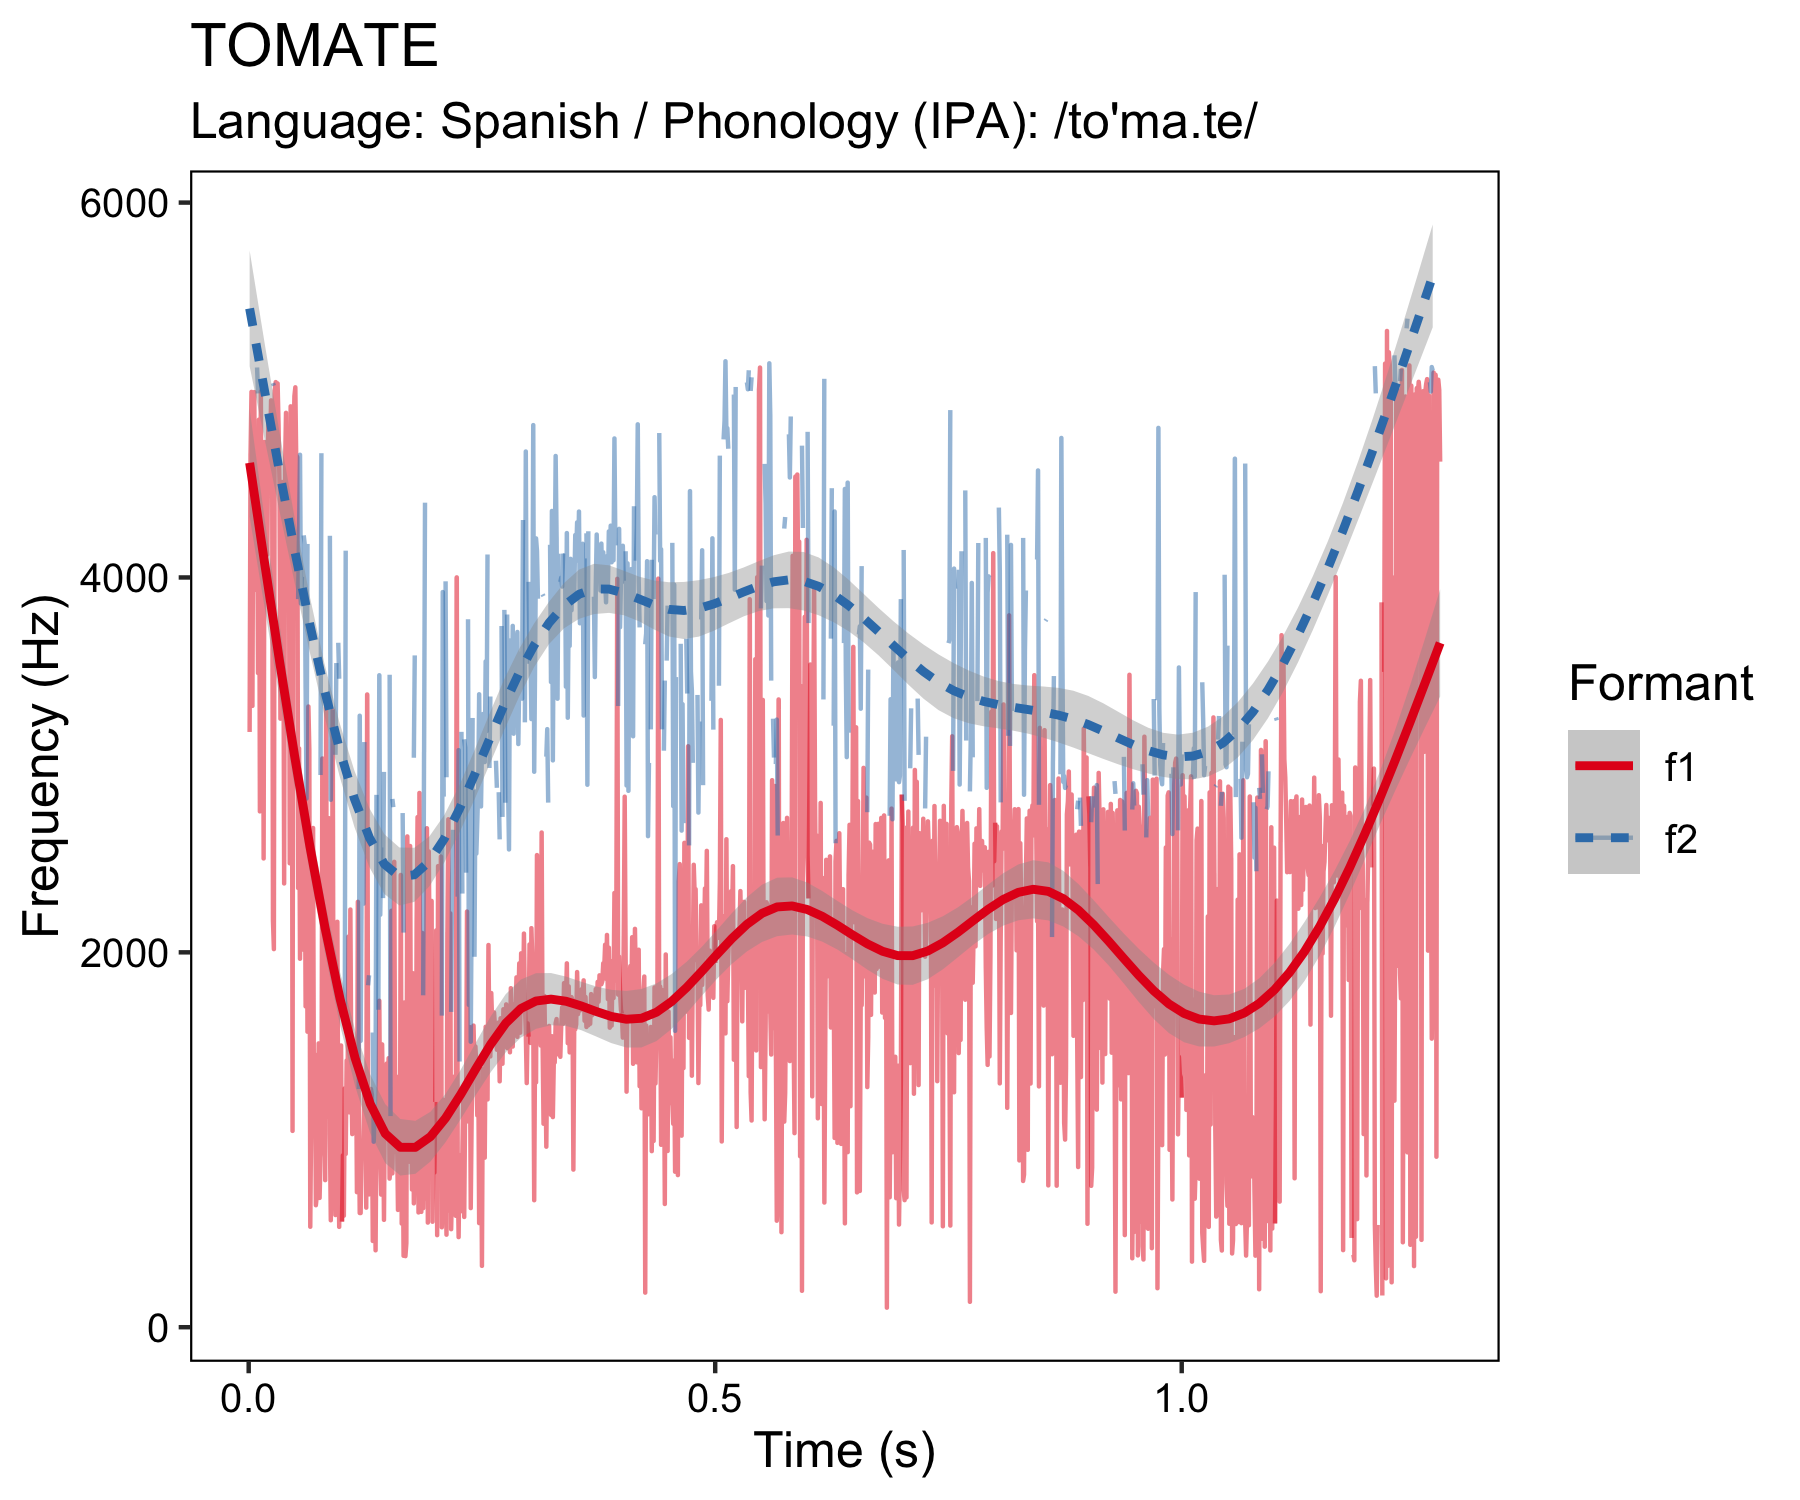 TOMATE
Language: Spanish / Phonology (IPA): /to'ma.te/
6000
4000
2000
0
Frequency (Hz)
0.0
0.5
1.0
Time (s)
Formant
f1
f2